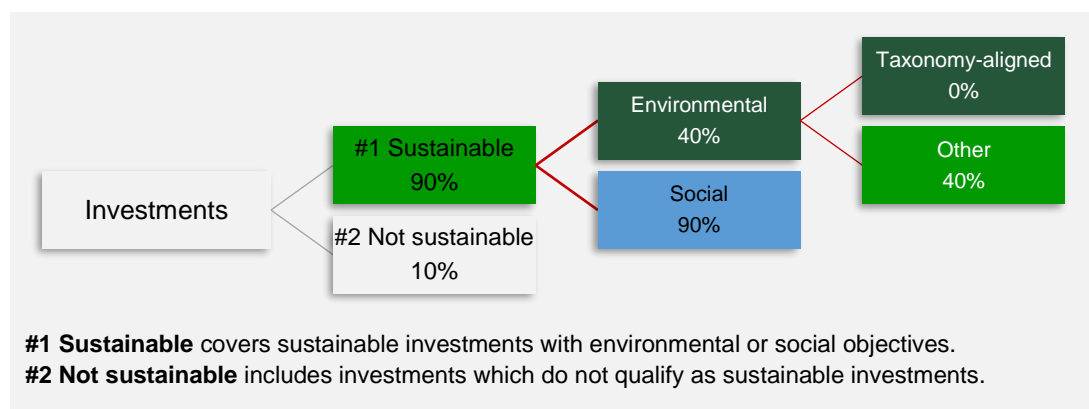 Investments
#1 Sustainable
90%
#2 Not sustainable
10%
Environmental
40%
Social
90%
Taxonomy-aligned
0%
Other
40%
#1 Sustainable covers sustainable investments with environmental or social objectives.
#2 Not sustainable includes investments which do not qualify as sustainable investments.